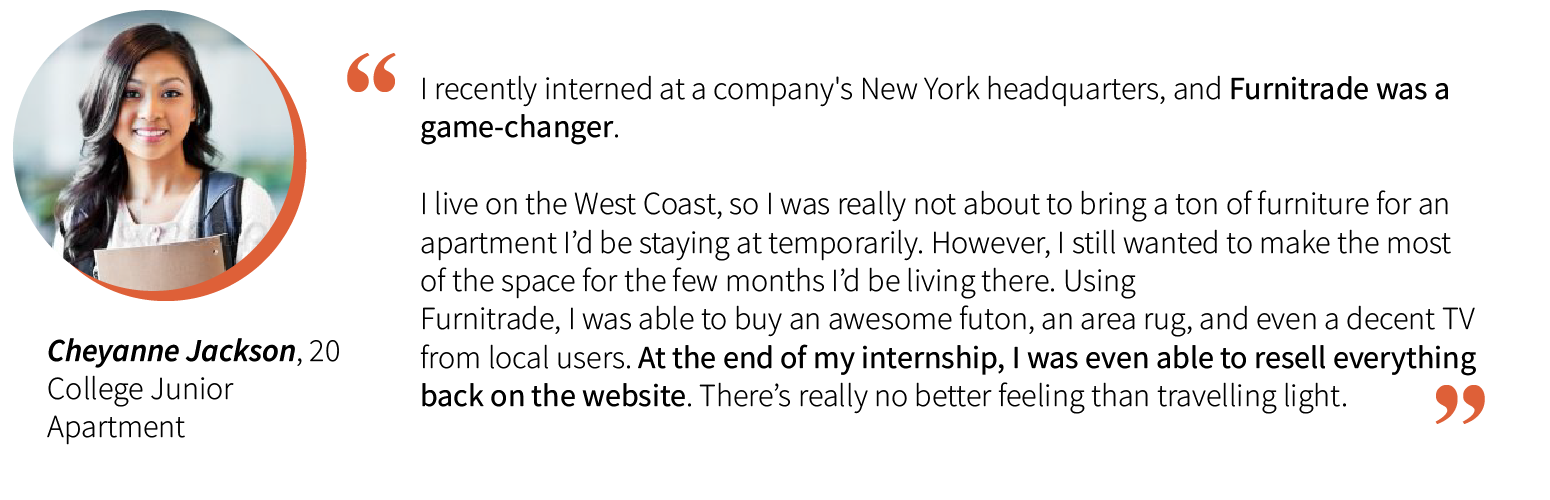 “
I recently interned at a company's New York headquarters, and Furnitrade was a
game-changer.
I live on the West Coast, so I was really not about to bring a ton of furniture for an
apartment I’d be staying at temporarily. However, I still wanted to make the most
of the space for the few months I’d be living there. Using
Furnitrade, I was able to buy an awesome futon, an area rug, and even a decent TV
from local users. At the end of my internship, I was even able to resell everything
back on the website. There’s really no better feeling than travelling light.
”
Cheyanne Jackson, 20
College Junior
Apartment